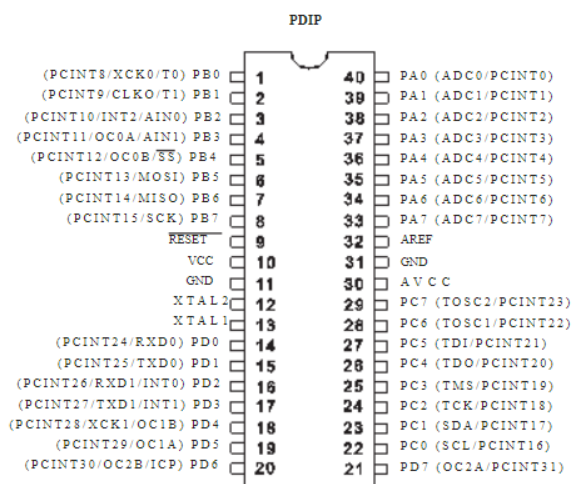 PDIP
(PCINT8/XCK0/T0) PB0 1 40 PA0 (ADC0/PCINT0)
(PCINT9/CLKO/T1) PB1 2 39 PA1 (ADC1/PCINT1)
(PCINT10/INT2/AIN0) PB2 3 38 PA2 (ADC2/PCINT2)
(PCINT11/OC0A/AIN1) PB3 4 37 PA3 (ADC3/PCINT3)
(PCINT12/OC0B/SS) PB4 5 36 PA4 (ADC4/PCINT4)
(PCINT13/MOSI) PB5 6 35 PA5 (ADC5/PCINT5)
(PCINT14/MISO) PB6 7 34 PA6 (ADC6/PCINT6)
(PCINT15/SCK) PB7 8 33 PA7 (ADC7/PCINT7)
RESET 9 32 AREF
VCC 10 31 GND
GND 11 30 AVCC
XTAL2 12 29 PC7 (TOSC2/PCINT23)
XTAL1 13 28 PC6 (TOSC1/PCINT22)
(PCINT24/RXD0) PD0 14 27 PC5 (TDI/PCINT21)
(PCINT25/TXD0) PD1 15 26 PC4 (TDO/PCINT20)
(PCINT26/RXD1/INT0) PD2 16 25 PC3 (TMS/PCINT19)
(PCINT27/TXD1/INT1) PD3 17 24 PC2 (TCK/PCINT18)
(PCINT28/XCK1/OC1B) PD4 18 23 PC1 (SDA/PCINT17)
(PCINT29/OC1A) PD5 19 22 PC0 (SCL/PCINT16)
(PCINT30/OC2B/ICP) PD6 20 21 PD7 (OC2A/PCINT31)